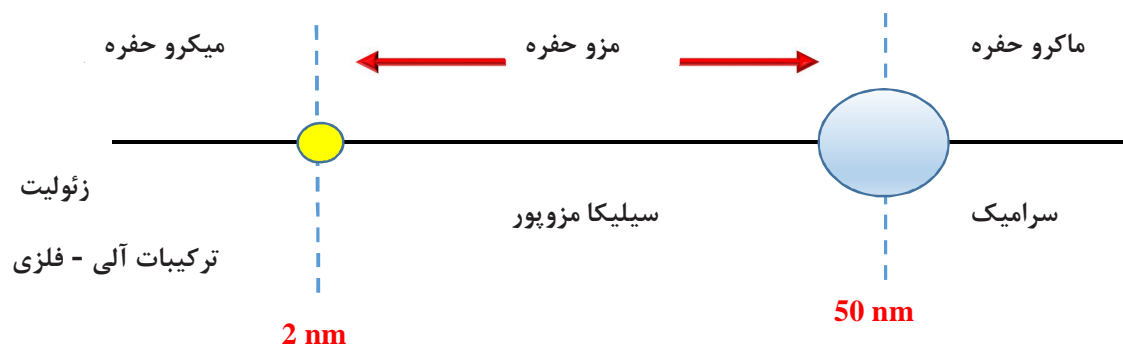 ماکرو حفره
مزو حفره
میکرو حفره
سرامیک
سیلیکا مزوپور
زئولیت
ترکیبات آلی - فلزی
50 nm
2 nm